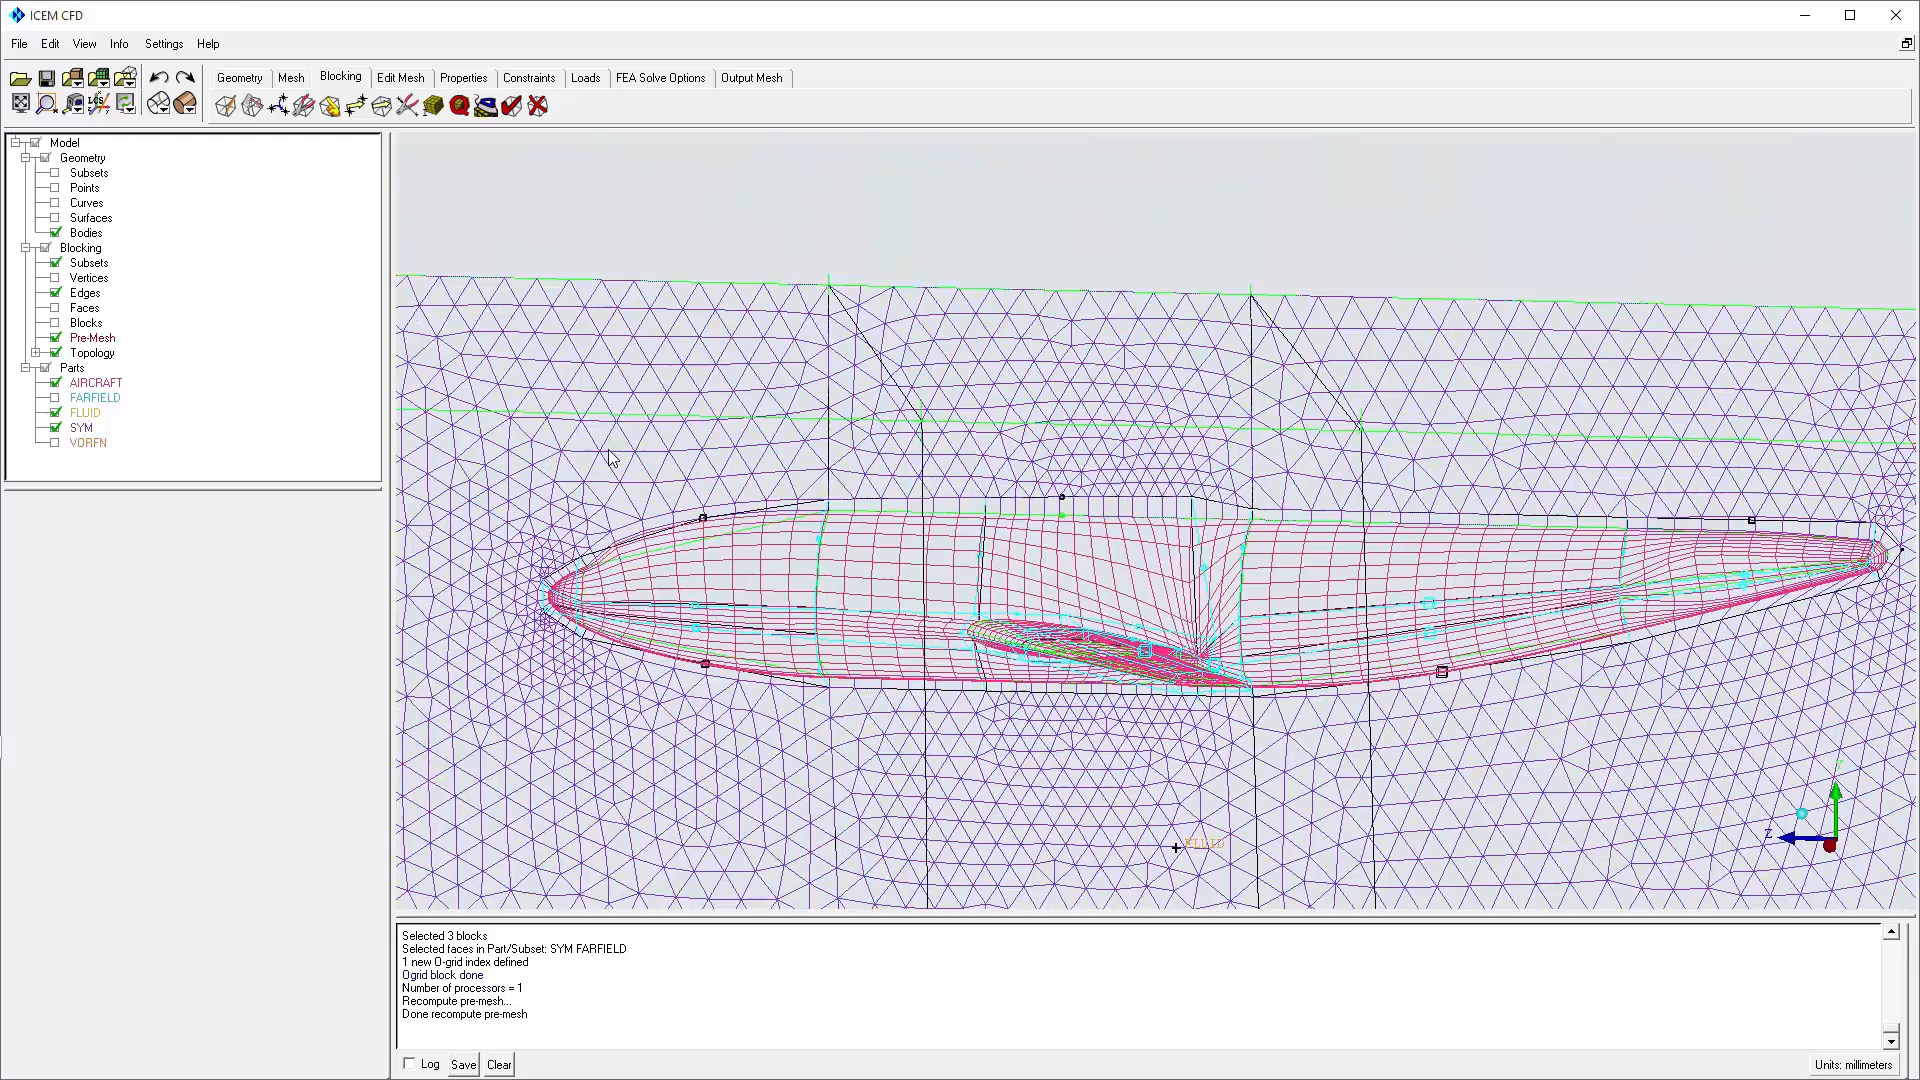 ICEM CFD
File Edit View Info Settings Help
Geometry Mesh Blocking Edit Mesh Properties Constraints Loads FEA Solve Options Output Mesh
LCS
Model
Geometry
Subsets
Points
Curves
Surfaces
Bodies
Blocking
Subsets
Vertices
Edges
Faces
Blocks
Pre-Mesh
Topology
Parts
AIRCRAFT
FARFIELD
FLUID
SYM
VORFN
FLUID
Y
Z
Selected 3 blocks
Selected faces in Part/Subset: SYM FARFIELD
1 new O-grid index defined
Ogrid block done
Number of processors = 1
Recompute pre-mesh...
Done recompute pre-mesh
Log Save Clear
Units: millimeters